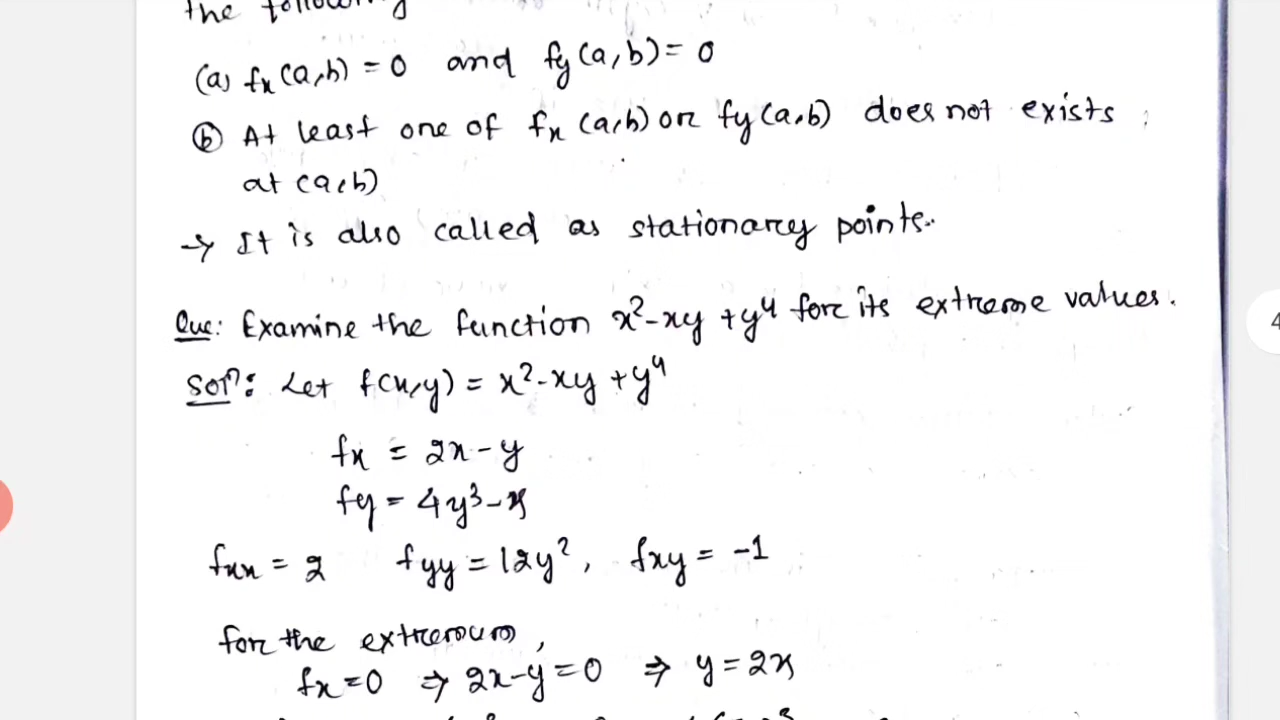 the following
(a) fx (a,b) = 0 and fy (a,b) = 0
(b) At least one of fx (a,b) or fy (a,b) does not exists
at (a,b)
→ It is also called as stationary points.
Que: Examine the function x²-xy+y⁴ for its extreme values.
Solⁿ: Let f(x,y) = x²-xy+y⁴
fx = 2x-y
fy = 4y³-x
fxx = 2 fyy = 12y², fxy = -1
for the extremum,
fx=0 ⇒ 2x-y=0 ⇒ y=2x
4